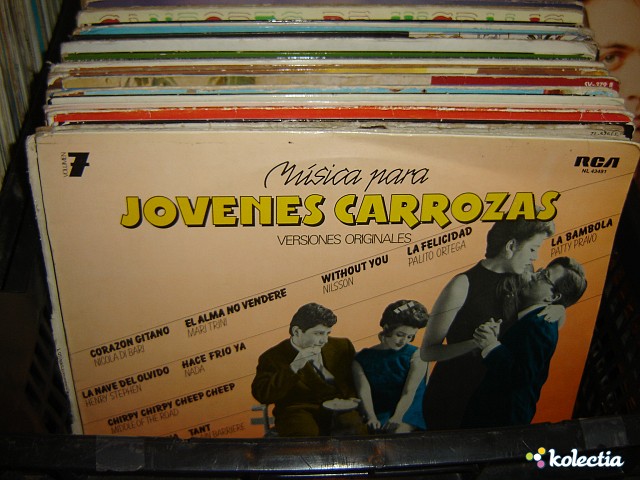 VOLUMEN 7
Música para
RCA
NL 43481
JOVENES CARROZAS
VERSIONES ORIGINALES
CORAZON GITANO
NICOLA DI BARI
EL ALMA NO VENDERE
MARI TRINI
WITHOUT YOU
NILSSON
LA FELICIDAD
PALITO ORTEGA
LA BAMBOLA
PATTY PRAVO
LA NAVE DEL OLVIDO
HENRY STEPHEN
HACE FRIO YA
NADA
CHIRPY CHIRPY CHEEP CHEEP
MIDDLE OF THE ROAD
TANT
BARRIERE
kolectia